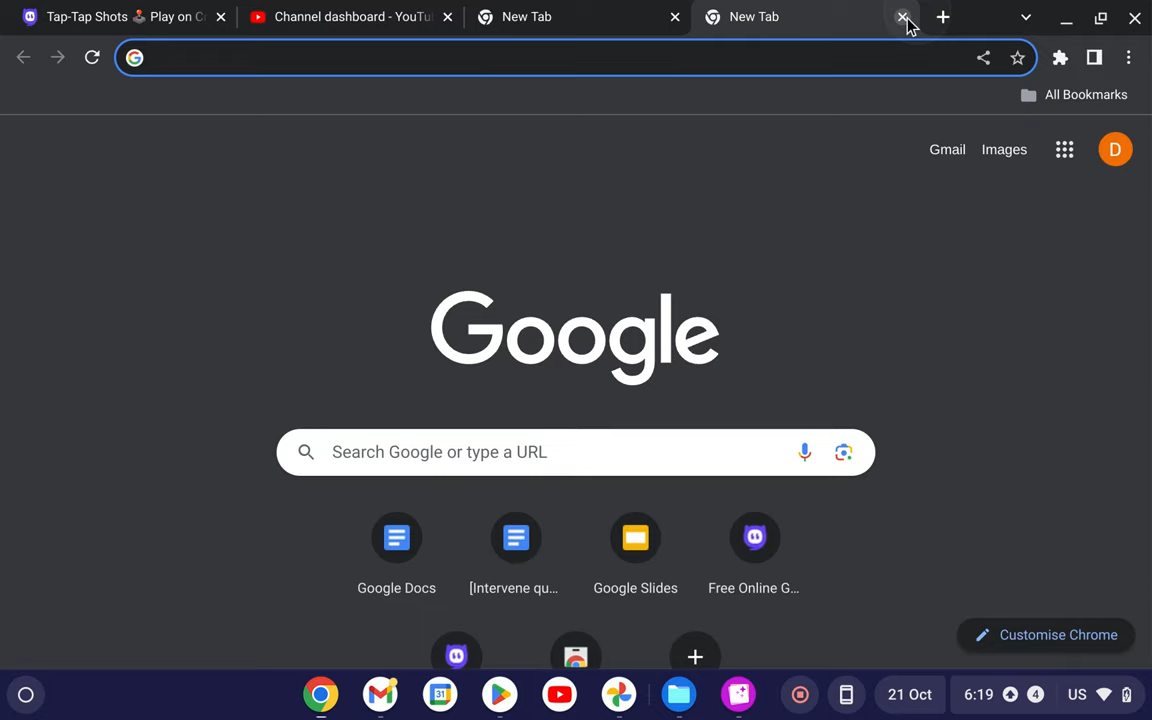 Tap-Tap Shots 🕹️ Play on C
Channel dashboard - YouTu
New Tab
New Tab
All Bookmarks
Gmail
Images
D
Google
Search Google or type a URL
Google Docs
[Intervene qu...
Google Slides
Free Online G...
Customise Chrome
31
21 Oct
6:19
4
US